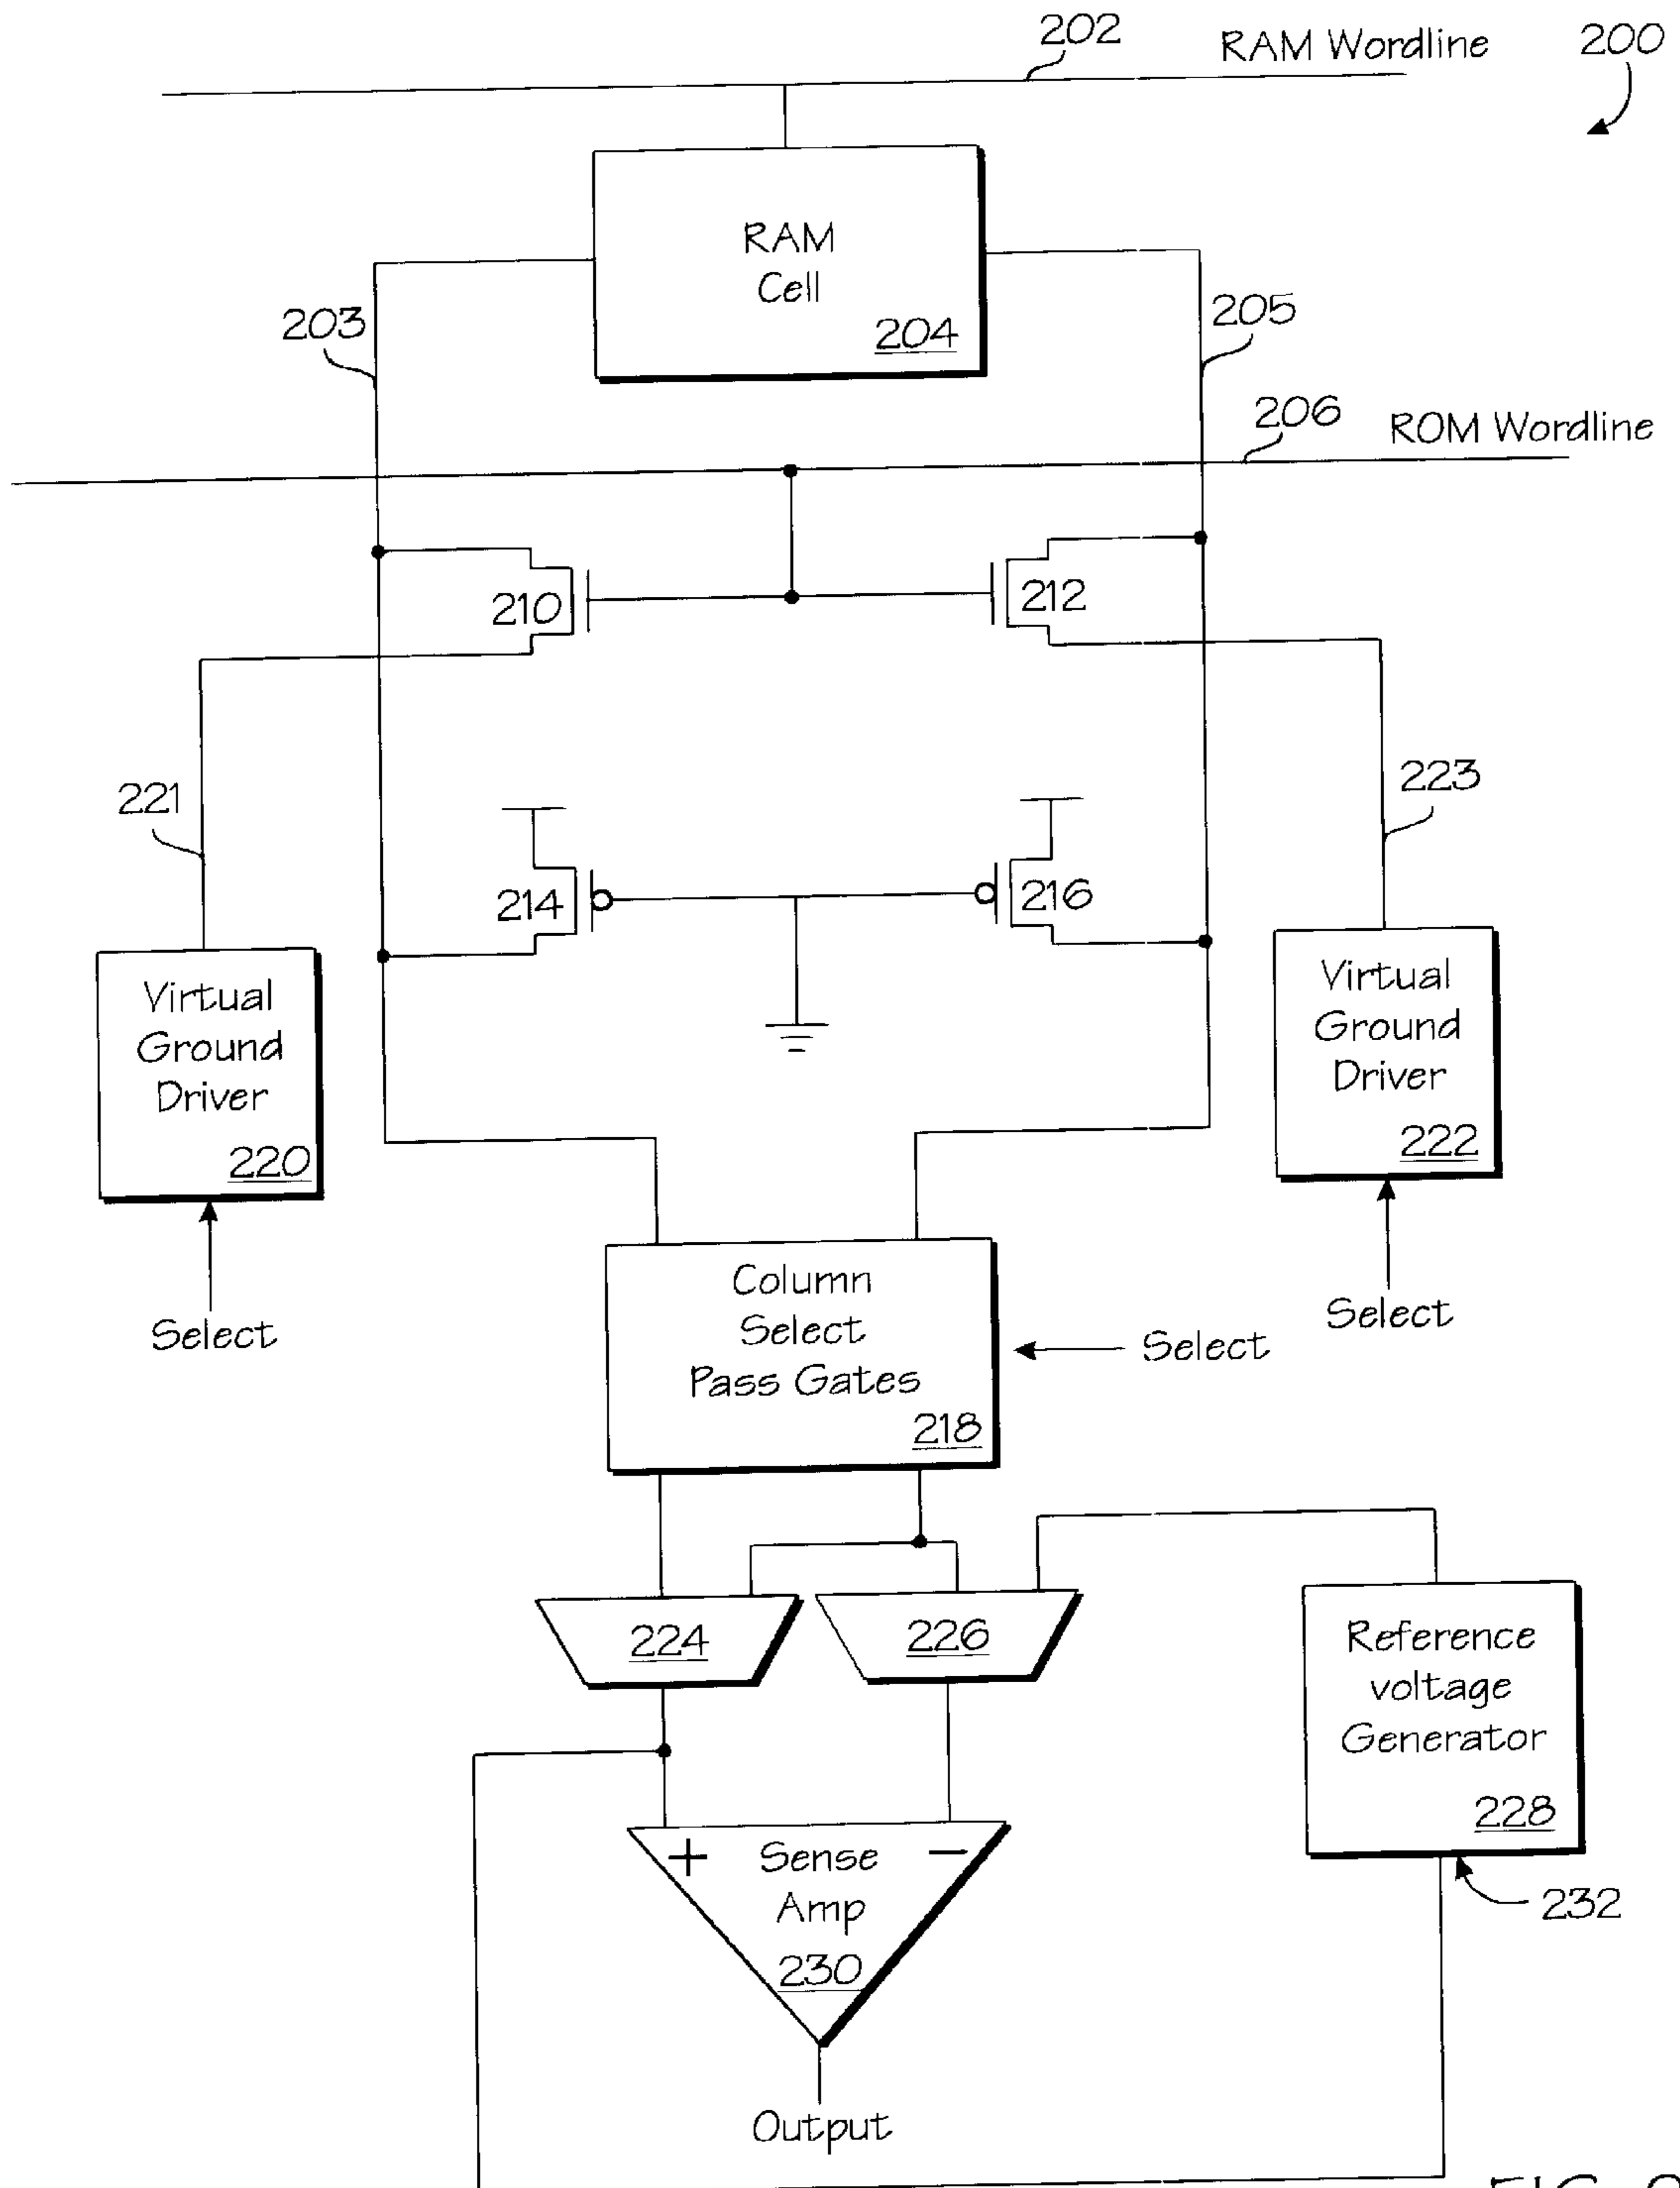 202
RAM Wordline
200
RAM
Cell
204
203
205
206
ROM Wordline
210
212
221
223
214
216
Virtual
Ground
Driver
220
Virtual
Ground
Driver
222
Select
Select
Column
Select
Pass Gates
218
Select
224
226
Reference
voltage
Generator
228
+
Sense
Amp
230
−
232
Output